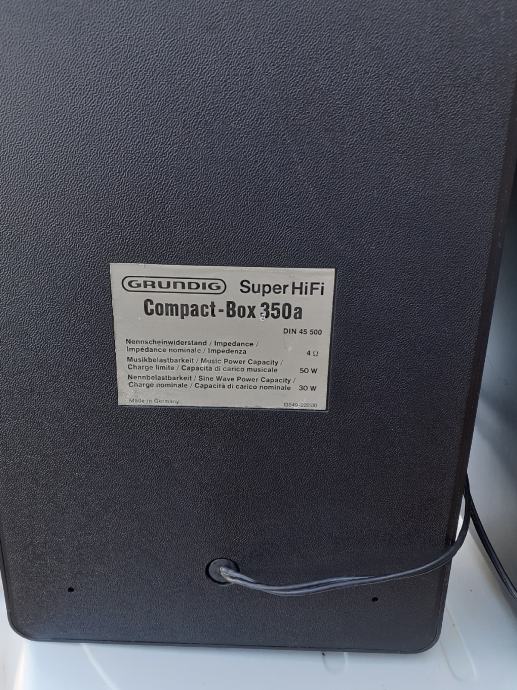 GRUNDIG Super HiFi
Compact-Box 350a
DIN 45 500
Nennscheinwiderstand / Impedance /
Impédance nominale / Impedenza 4 Ω
Musikbelastbarkeit / Music Power Capacity /
Charge limite / Capacita di carico musicale 50 W
Nennbelastbarkeit / Sine Wave Power Capacity /
Charge nominale / Capacita di carico nominale 30 W
Made in Germany